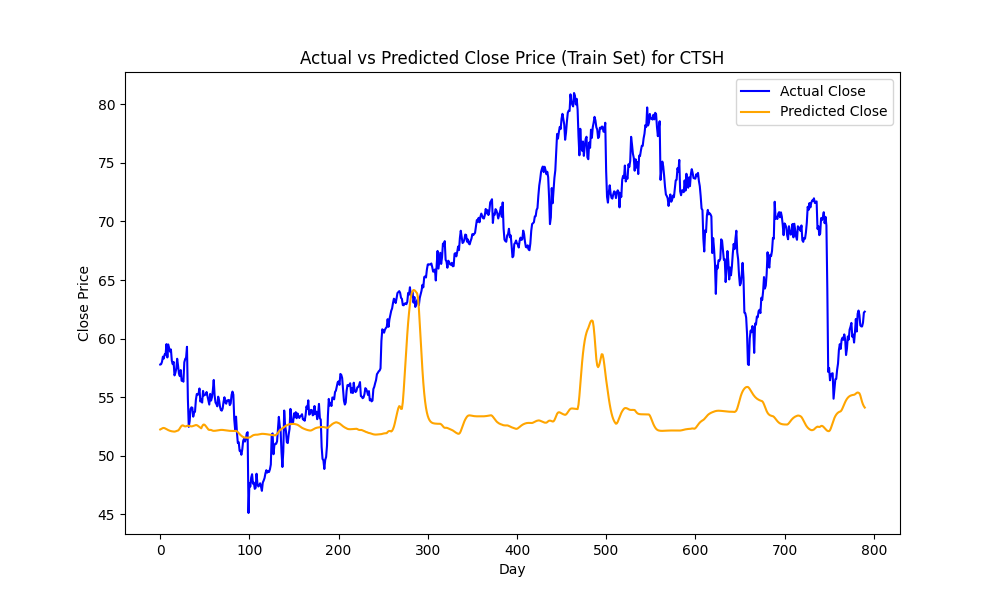 Actual vs Predicted Close Price (Train Set) for CTSH
Actual Close
Predicted Close
Close Price
80
75
70
65
60
55
50
45
0 100 200 300 400 500 600 700 800
Day